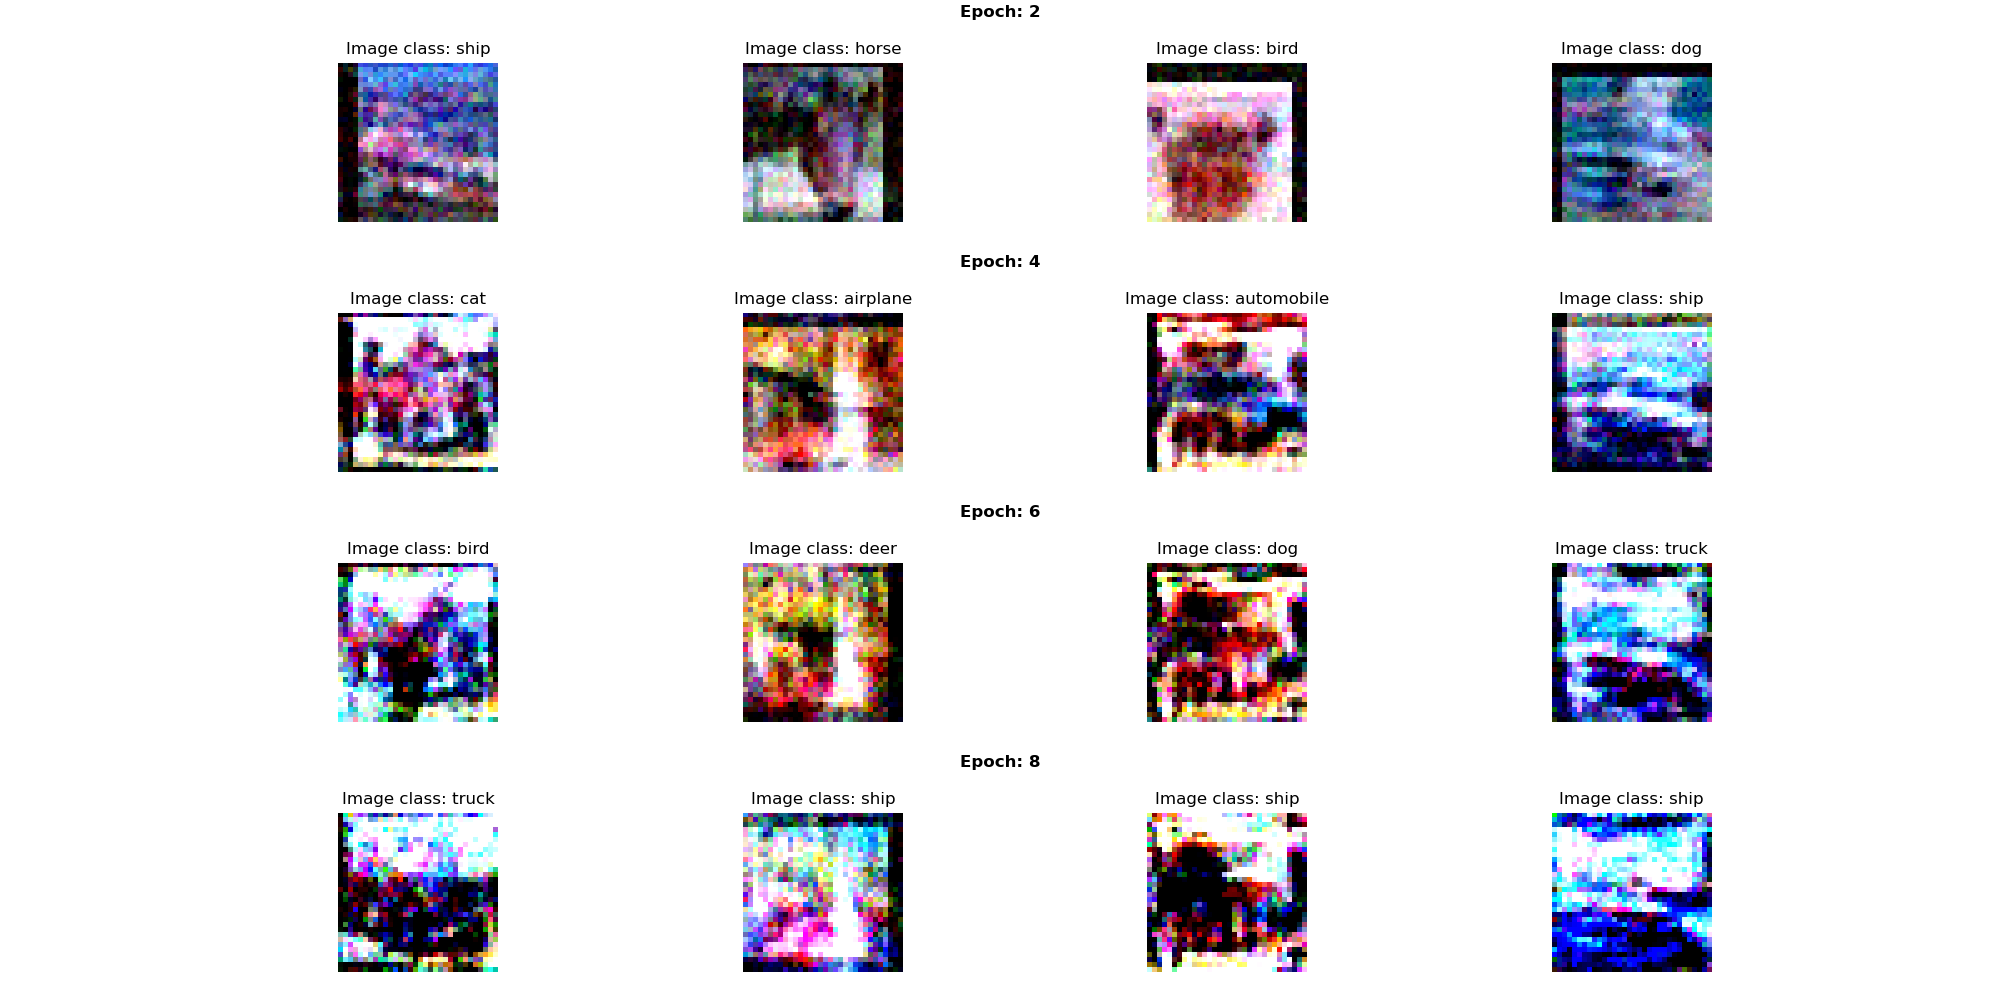 Epoch: 2
Image class: ship
Image class: horse
Image class: bird
Image class: dog
Epoch: 4
Image class: cat
Image class: airplane
Image class: automobile
Image class: ship
Epoch: 6
Image class: bird
Image class: deer
Image class: dog
Image class: truck
Epoch: 8
Image class: truck
Image class: ship
Image class: ship
Image class: ship